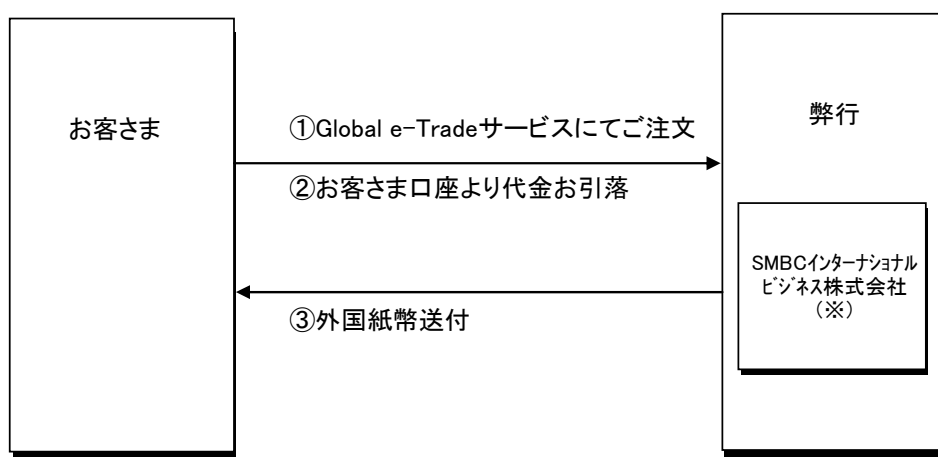 お客さま
①Global e-Tradeサービスにてご注文
②お客さま口座より代金お引落
③外国紙幣送付
弊行
SMBCｲﾝﾀｰﾅｼｮﾅﾙ
ﾋﾞｼﾞﾈｽ株式会社
（※）